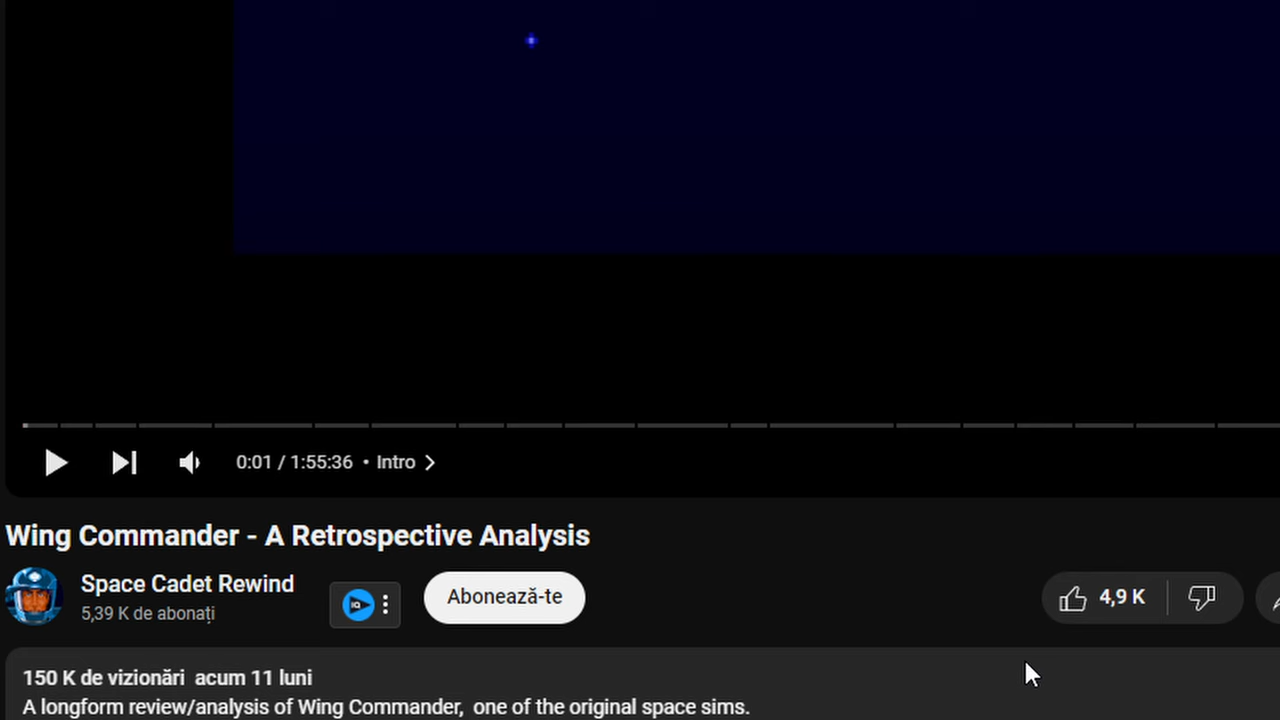 0:01 / 1:55:36 • Intro
Wing Commander - A Retrospective Analysis
Space Cadet Rewind
5,39 K de abonați
IQ
Abonează-te
4,9 K
150 K de vizionări acum 11 luni
A longform review/analysis of Wing Commander, one of the original space sims.